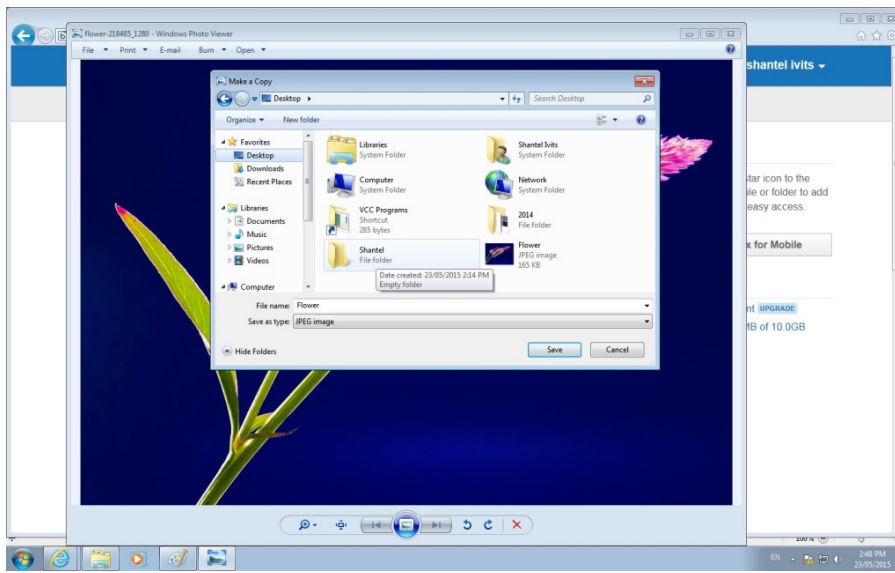 flower-218485_1280 - Windows Photo Viewer
File Print E-mail Burn Open
shantel ivits
Make a Copy
Desktop
Search Desktop
Organize New folder
Favorites
Desktop
Downloads
Recent Places
Libraries
Documents
Music
Pictures
Videos
Computer
Libraries
System Folder
Shantel Ivits
System Folder
Computer
System Folder
Network
System Folder
VCC Programs
Shortcut
285 bytes
2014
File folder
Shantel
File folder
Flower
JPEG image
165 KB
Date created: 23/05/2015 2:14 PM
Empty folder
File name: Flower
Save as type: JPEG image
Hide Folders
Save Cancel
star icon to the
file or folder to add
easy access.
x for Mobile
nt UPGRADE
MB of 10.0GB
100%
EN
2:48 PM
23/05/2015